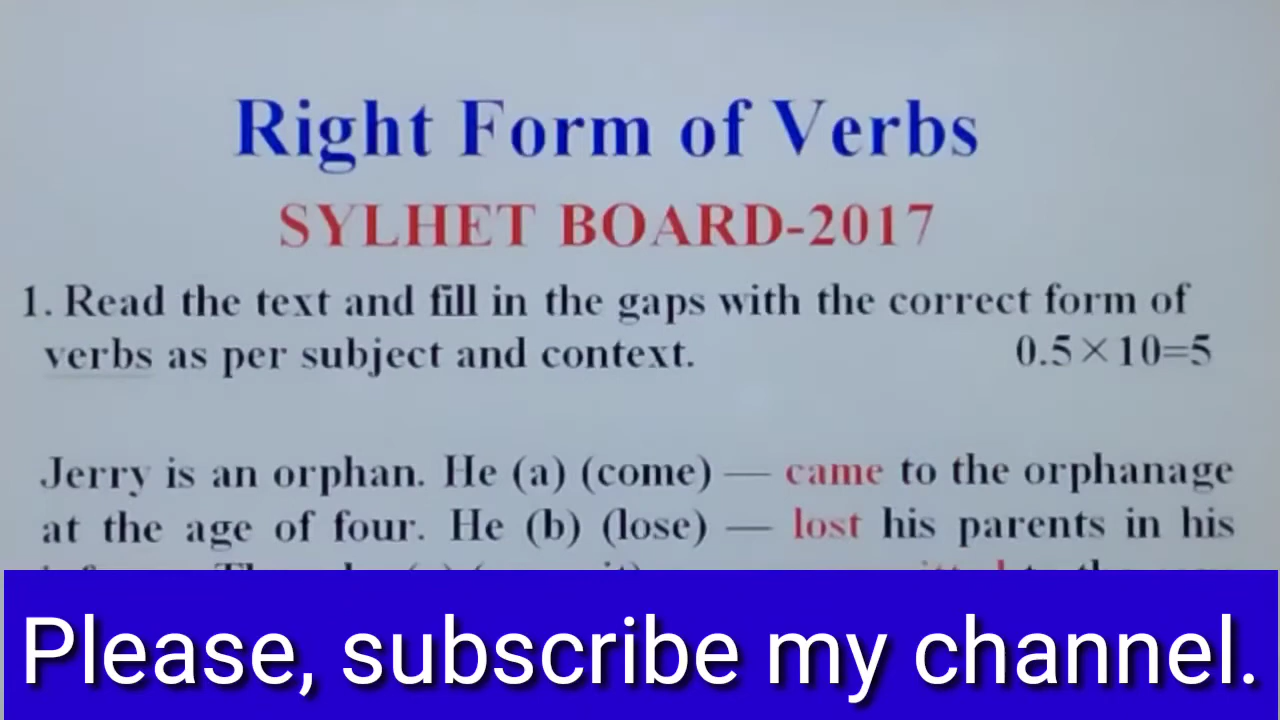 Right Form of Verbs
SYLHET BOARD-2017
1. Read the text and fill in the gaps with the correct form of
verbs as per subject and context. 0.5×10=5
Jerry is an orphan. He (a) (come) — came to the orphanage
at the age of four. He (b) (lose) — lost his parents in his
Please, subscribe my channel.